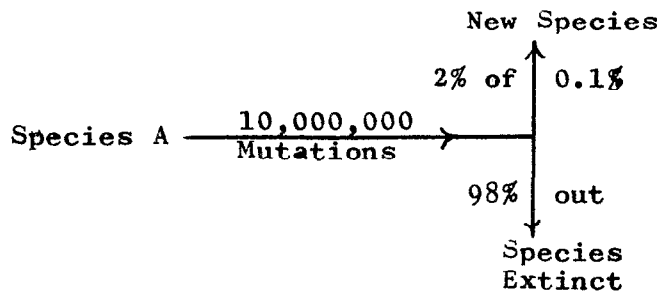 New Species
2% of 0.1%
10,000,000
Species A
Mutations
98% out
Species
Extinct